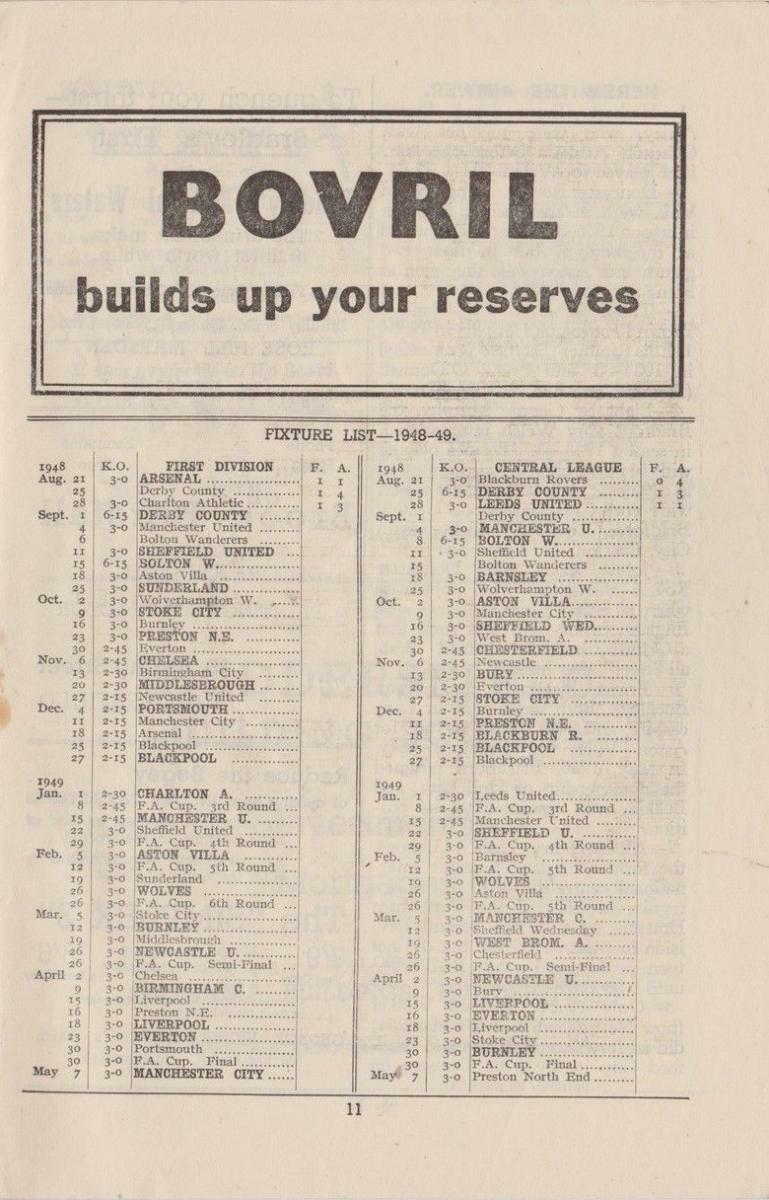 BOVRIL
builds up your reserves
FIXTURE LIST—1948-49.
1948 K.O. FIRST DIVISION F. A.
Aug. 21 3-0 ARSENAL 1 1
25 Derby County 1 4
28 3-0 Charlton Athletic 1 3
Sept. 1 6-15 DERBY COUNTY
4 3-0 Manchester United
6 Bolton Wanderers
11 3-0 SHEFFIELD UNITED
15 6-15 BOLTON W.
18 3-0 Aston Villa
25 3-0 SUNDERLAND
Oct. 2 3-0 Wolverhampton W.
9 3-0 STOKE CITY
16 3-0 Burnley
23 3-0 PRESTON N.E.
30 2-45 Everton
Nov. 6 2-45 CHELSEA
13 2-30 Birmingham City
20 2-30 MIDDLESBROUGH
27 2-15 Newcastle United
Dec. 4 2-15 PORTSMOUTH
11 2-15 Manchester City
18 2-15 Arsenal
25 2-15 Blackpool
27 2-15 BLACKPOOL
1949
Jan. 1 2-30 CHARLTON A.
8 2-45 F.A. Cup. 3rd Round
15 2-45 MANCHESTER U.
22 3-0 Sheffield United
29 3-0 F.A. Cup. 4th Round
Feb. 5 3-0 ASTON VILLA
12 3-0 F.A. Cup. 5th Round
19 3-0 Sunderland
26 3-0 WOLVES
26 3-0 F.A. Cup. 6th Round
Mar. 5 3-0 Stoke City
12 3-0 BURNLEY
19 3-0 Middlesbrough
26 3-0 NEWCASTLE U.
26 3-0 F.A. Cup. Semi-Final
April 2 3-0 Chelsea
9 3-0 BIRMINGHAM C.
15 3-0 Liverpool
16 3-0 Preston N.E.
18 3-0 LIVERPOOL
23 3-0 EVERTON
30 3-0 Portsmouth
30 3-0 F.A. Cup. Final
May 7 3-0 MANCHESTER CITY
1948 K.O. CENTRAL LEAGUE F. A.
Aug. 21 3-0 Blackburn Rovers 0 4
25 6-15 DERBY COUNTY 1 3
28 3-0 LEEDS UNITED 1 1
Sept. 1 Derby County
4 3-0 MANCHESTER U.
8 6-15 BOLTON W.
11 3-0 Sheffield United
15 Bolton Wanderers
18 3-0 BARNSLEY
25 3-0 Wolverhampton W.
Oct. 2 3-0 ASTON VILLA
9 3-0 Manchester City
16 3-0 SHEFFIELD WED.
23 3-0 West Brom. A.
30 2-45 CHESTERFIELD
Nov. 6 2-45 Newcastle
13 2-30 BURY
20 2-30 Everton
27 2-15 STOKE CITY
Dec. 4 2-15 Burnley
11 2-15 PRESTON N.E.
18 2-15 BLACKBURN R.
25 2-15 BLACKPOOL
27 2-15 Blackpool
1949
Jan. 1 2-30 Leeds United
8 2-45 F.A. Cup. 3rd Round
15 2-45 Manchester United
22 3-0 SHEFFIELD U.
29 3-0 F.A. Cup. 4th Round
Feb. 5 3-0 Barnsley
12 3-0 F.A. Cup. 5th Round
19 3-0 WOLVES
26 3-0 Aston Villa
26 3-0 F.A. Cup. 5th Round
Mar. 5 3-0 MANCHESTER C.
12 3-0 Sheffield Wednesday
19 3-0 WEST BROM. A.
26 3-0 Chesterfield
26 3-0 F.A. Cup. Semi-Final
April 2 3-0 NEWCASTLE U.
9 3-0 Bury
15 3-0 LIVERPOOL
16 3-0 EVERTON
18 3-0 Liverpool
23 3-0 Stoke City
30 3-0 BURNLEY
30 3-0 F.A. Cup. Final
May 7 3-0 Preston North End
11